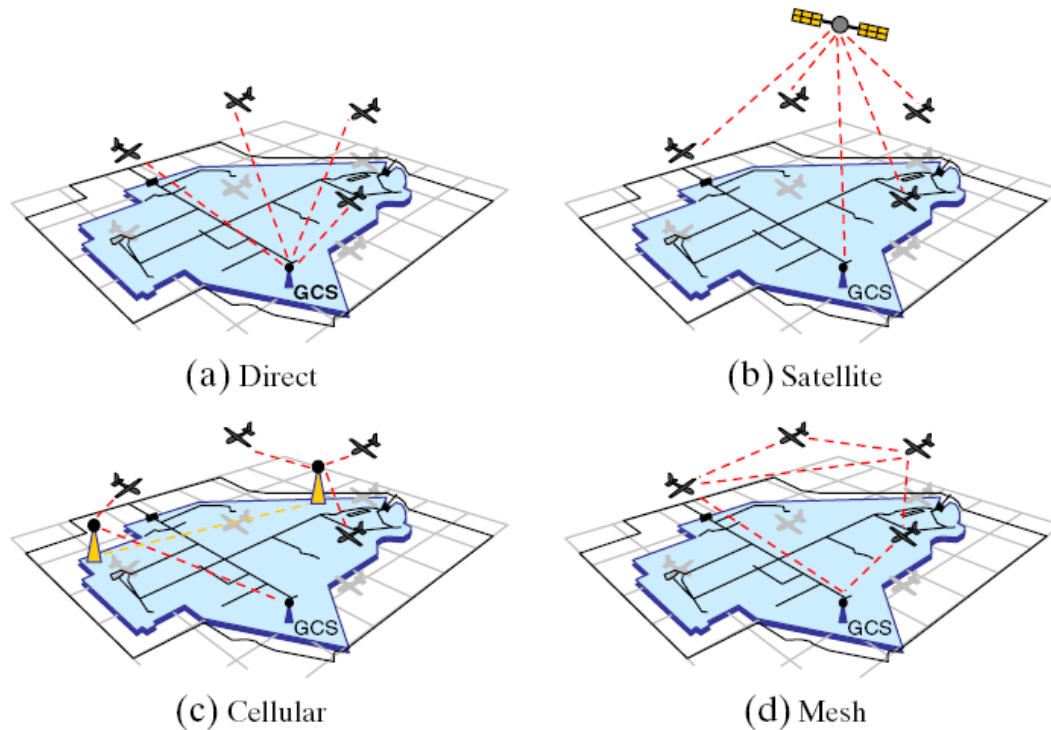 GCS
(a) Direct
GCS
(b) Satellite
GCS
(c) Cellular
GCS
(d) Mesh